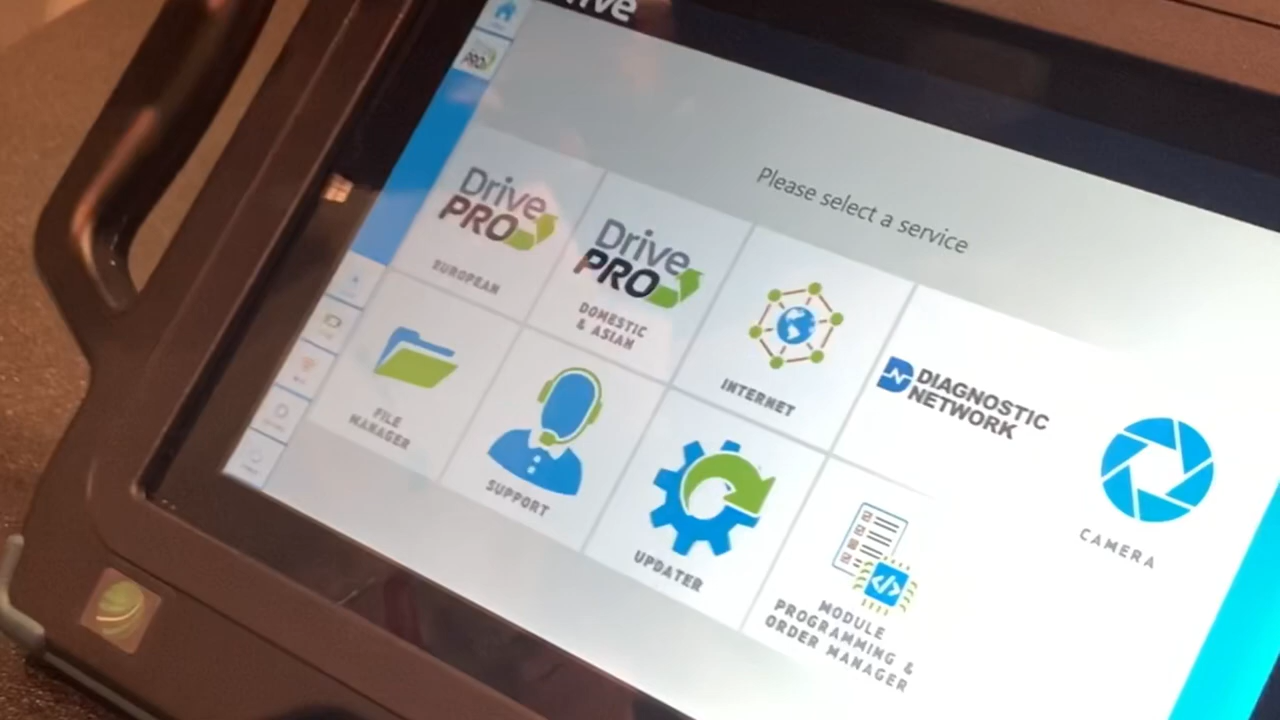 Please select a service
Drive
PRO
EUROPEAN
Drive
PRO
DOMESTIC
& ASIAN
INTERNET
DIAGNOSTIC
NETWORK
CAMERA
FILE
MANAGER
SUPPORT
UPDATER
MODULE
PROGRAMMING &
ORDER MANAGER
PRO